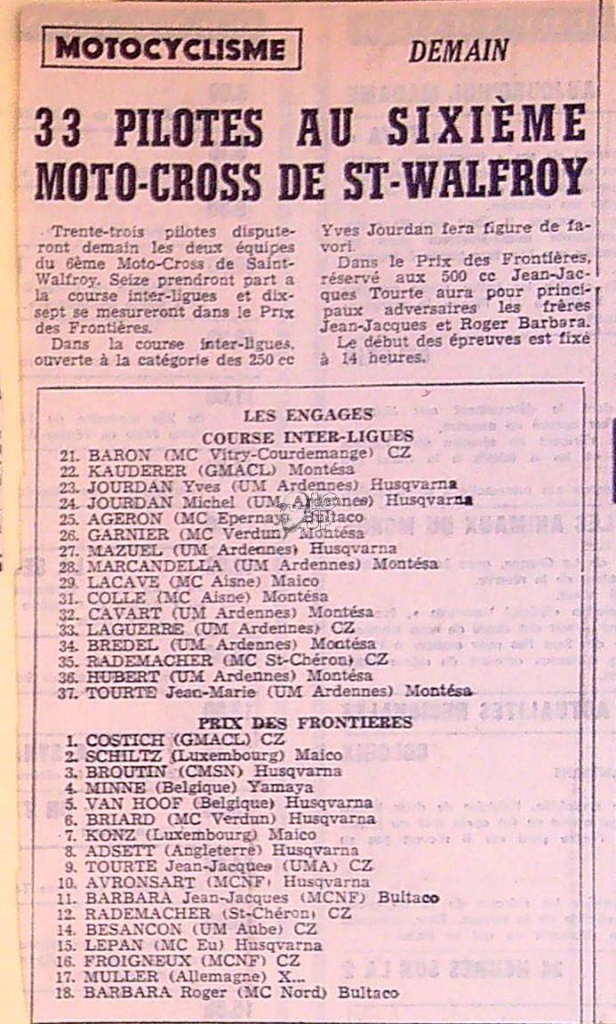 MOTOCYCLISME
DEMAIN
33 PILOTES AU SIXIÈME
MOTO-CROSS DE ST-WALFROY
Trente-trois pilotes dispute-
ront demain les deux équipes
du 6ème Moto-Cross de Saint-
Walfroy. Seize prendront part a
la course inter-ligues et dix-
sept se mesureront dans le Prix
des Frontières.
Dans la course inter-ligues,
ouverte à la catégorie des 250 cc
Yves Jourdan fera figure de fa-
vori.
Dans le Prix des Frontières,
réservé aux 500 cc Jean-Jac-
ques Tourte aura pour princi-
paux adversaires les frères
Jean-Jacques et Roger Barbara.
Le début des épreuves est fixé
à 14 heures.
LES ENGAGES
COURSE INTER-LIGUES
21. BARON (MC Vitry-Courdemange) CZ
22. KAUDERER (GMACL) Montésa
23. JOURDAN Yves (UM Ardennes) Husqvarna
24. JOURDAN Michel (UM Ardennes) Husqvarna
25. AGERON (MC Epernay) Bultaco
26. GARNIER (MC Verdun) Montésa
27. MAZUEL (UM Ardennes) Husqvarna
28. MARCANDELLA (UM Ardennes) Montésa
29. LACAVE (MC Aisne) Maico
31. COLLE (MC Aisne) Montésa
32. CAVART (UM Ardennes) Montésa
33. LAGUERRE (UM Ardennes) CZ
34. BREDEL (UM Ardennes) Montésa
35. RADEMACHER (MC St-Chéron) CZ
36. HUBERT (UM Ardennes) Montésa
37. TOURTE Jean-Marie (UM Ardennes) Montésa
PRIX DES FRONTIERES
1. COSTICH (GMACL) CZ
2. SCHILTZ (Luxembourg) Maico
3. BROUTIN (CMSN) Husqvarna
4. MINNE (Belgique) Yamaya
5. VAN HOOF (Belgique) Husqvarna
6. BRIARD (MC Verdun) Husqvarna
7. KONZ (Luxembourg) Maico
8. ADSETT (Angleterre) Husqvarna
9. TOURTE Jean-Jacques (UMA) CZ
10. AVRONSART (MCNF) Husqvarna
11. BARBARA Jean-Jacques (MCNF) Bultaco
12. RADEMACHER (St-Chéron) CZ
14. BESANCON (UM Aube) CZ
15. LEPAN (MC Eu) Husqvarna
16. FROIGNEUX (MCNF) CZ
17. MULLER (Allemagne) X...
18. BARBARA Roger (MC Nord) Bultaco